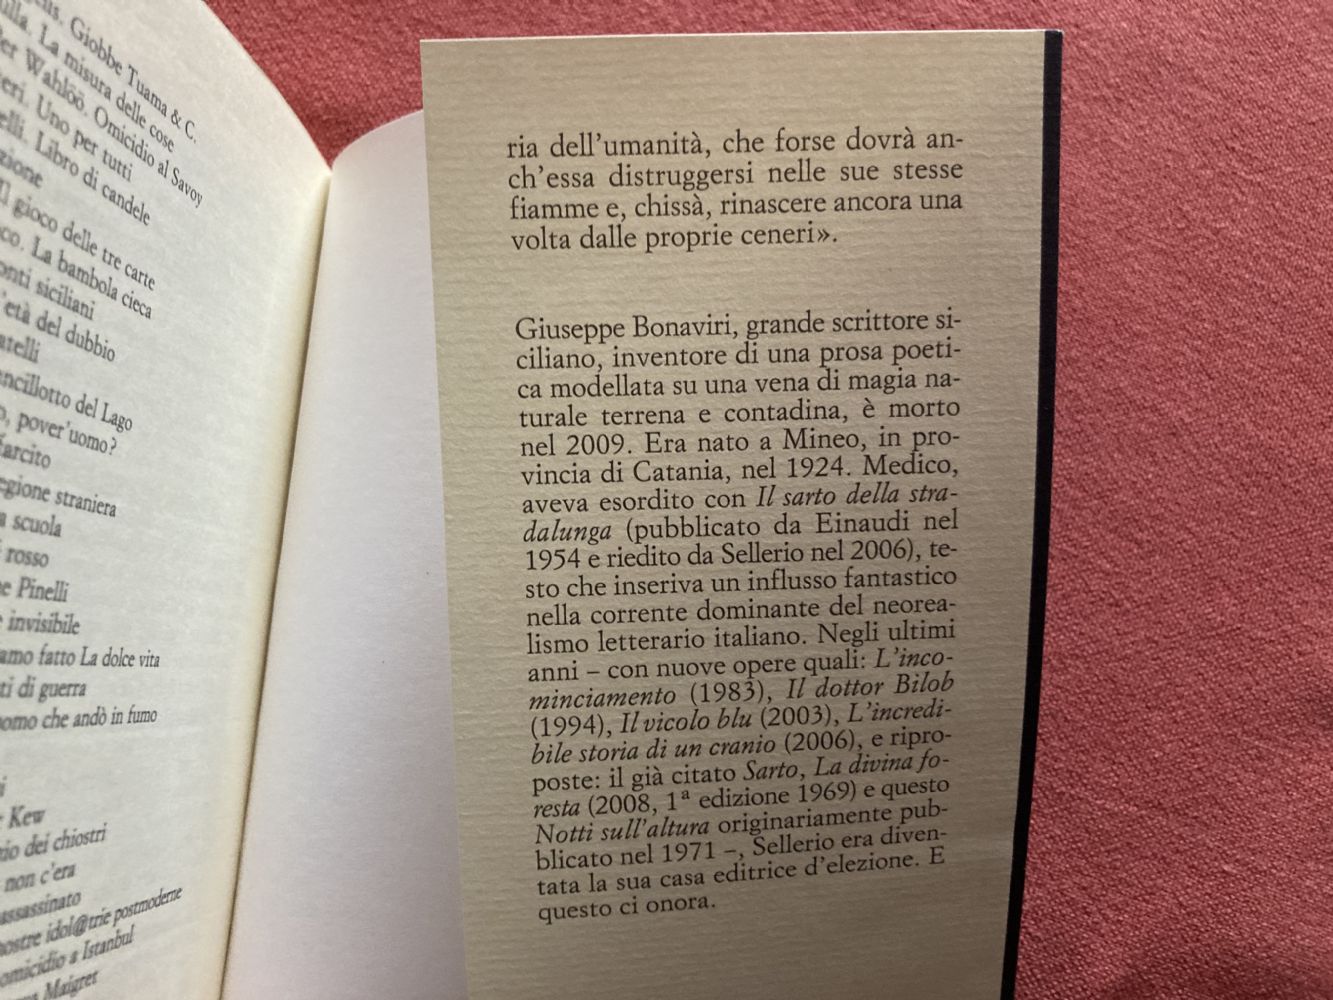 Giobbe Tuama & C.
La misura delle cose
Wahlöö. Omicidio al Savoy
Uno per tutti
Libro di candele
gioco delle tre carte
La bambola cieca
siciliani
età del dubbio
del Lago
pover'uomo?
straniera
scuola
rosso
Pinelli
invisibile
fatto La dolce vita
di guerra
che andò in fumo
Kew
dei chiostri
non c'era
assassinato
idol@trie postmoderne
a Istanbul
Maigret
ria dell'umanità, che forse dovrà an-
ch'essa distruggersi nelle sue stesse
fiamme e, chissà, rinascere ancora una
volta dalle proprie ceneri».
Giuseppe Bonaviri, grande scrittore si-
ciliano, inventore di una prosa poeti-
ca modellata su una vena di magia na-
turale terrena e contadina, è morto
nel 2009. Era nato a Mineo, in pro-
vincia di Catania, nel 1924. Medico,
aveva esordito con Il sarto della stra-
dalunga (pubblicato da Einaudi nel
1954 e riedito da Sellerio nel 2006), te-
sto che inseriva un influsso fantastico
nella corrente dominante del neorea-
lismo letterario italiano. Negli ultimi
anni – con nuove opere quali: L'inco-
minciamento (1983), Il dottor Bilob
(1994), Il vicolo blu (2003), L'incredi-
bile storia di un cranio (2006), e ripro-
poste: il già citato Sarto, La divina fo-
resta (2008, 1ª edizione 1969) e questo
Notti sull'altura originariamente pub-
blicato nel 1971 –, Sellerio era diven-
tata la sua casa editrice d'elezione. E
questo ci onora.